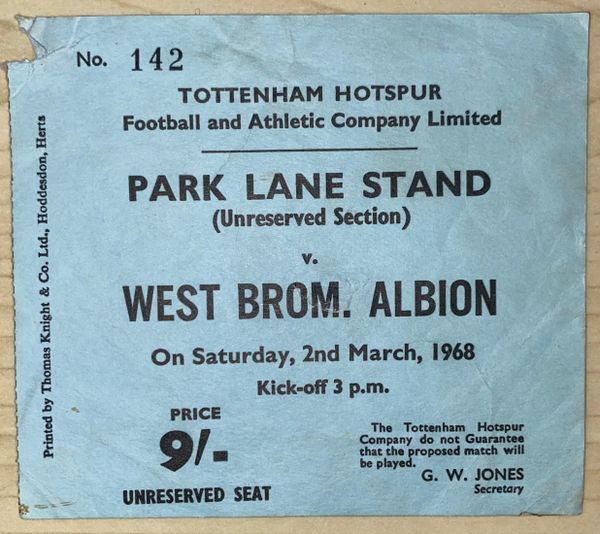 No. 142
TOTTENHAM HOTSPUR
Football and Athletic Company Limited
PARK LANE STAND
(Unreserved Section)
v.
WEST BROM. ALBION
On Saturday, 2nd March, 1968
Kick-off 3 p.m.
PRICE
9/-
UNRESERVED SEAT
The Tottenham Hotspur
Company do not Guarantee
that the proposed match will
be played.
G. W. JONES
Secretary
Printed by Thomas Knight & Co. Ltd., Hoddesdon, Herts